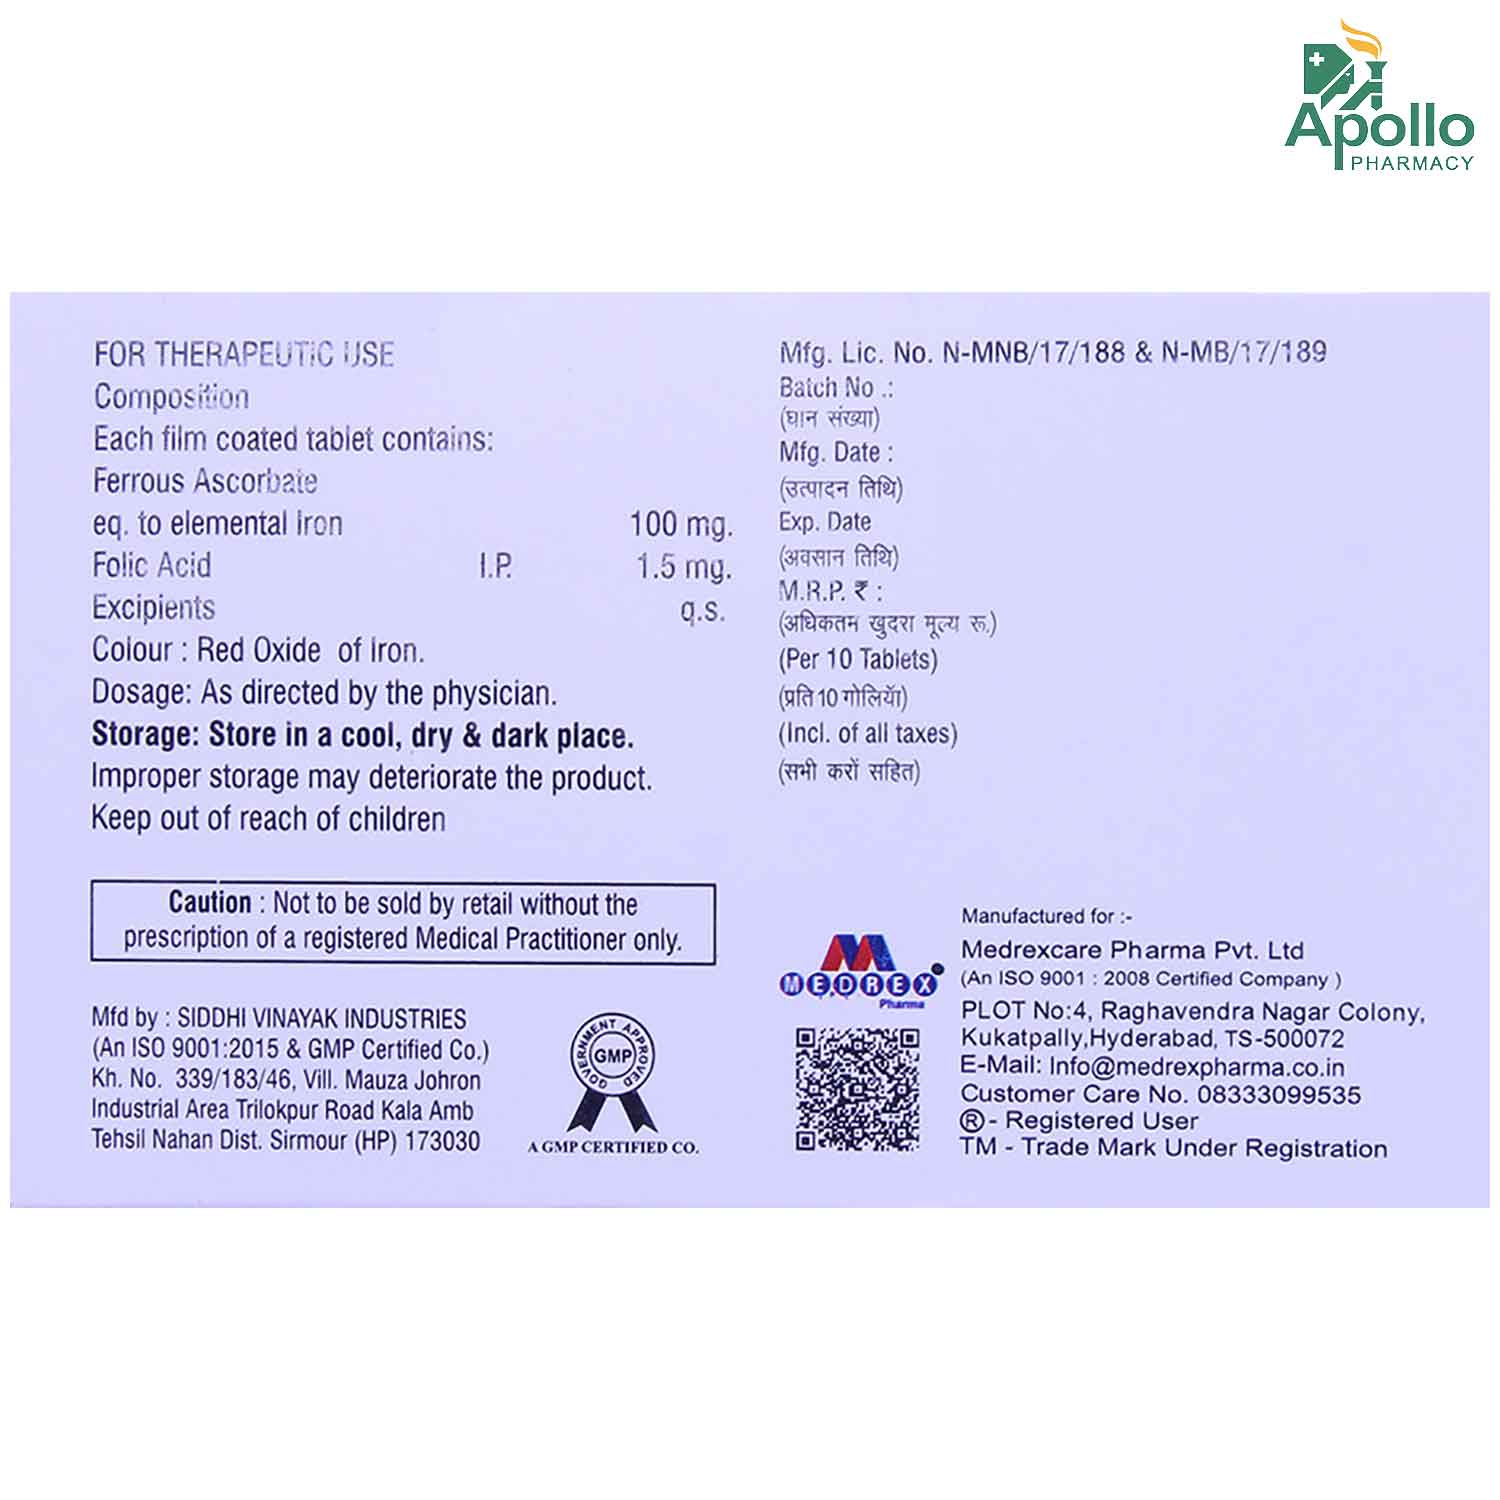 Apollo
PHARMACY
FOR THERAPEUTIC USE
Composition
Each film coated tablet contains:
Ferrous Ascorbate
eq. to elemental Iron 100 mg.
Folic Acid I.P. 1.5 mg.
Excipients q.s.
Colour : Red Oxide of Iron.
Dosage: As directed by the physician.
Storage: Store in a cool, dry & dark place.
Improper storage may deteriorate the product.
Keep out of reach of children
Caution : Not to be sold by retail without the
prescription of a registered Medical Practitioner only.
Mfd by : SIDDHI VINAYAK INDUSTRIES
(An ISO 9001:2015 & GMP Certified Co.)
Kh. No. 339/183/46, Vill. Mauza Johron
Industrial Area Trilokpur Road Kala Amb
Tehsil Nahan Dist. Sirmour (HP) 173030
GOVERNMENT APPROVED
GMP
A GMP CERTIFIED CO.
Mfg. Lic. No. N-MNB/17/188 & N-MB/17/189
Batch No .:
(घान संख्या)
Mfg. Date :
(उत्पादन तिथि)
Exp. Date
(अवसान तिथि)
M.R.P. ₹ :
(अधिकतम खुदरा मूल्य रू.)
(Per 10 Tablets)
(प्रति 10 गोलियॉ)
(Incl. of all taxes)
(सभी करों सहित)
M
MEDREX
Pharma
Manufactured for :-
Medrexcare Pharma Pvt. Ltd
(An ISO 9001 : 2008 Certified Company )
PLOT No:4, Raghavendra Nagar Colony,
Kukatpally,Hyderabad, TS-500072
E-Mail: Info@medrexpharma.co.in
Customer Care No. 08333099535
® - Registered User
TM - Trade Mark Under Registration